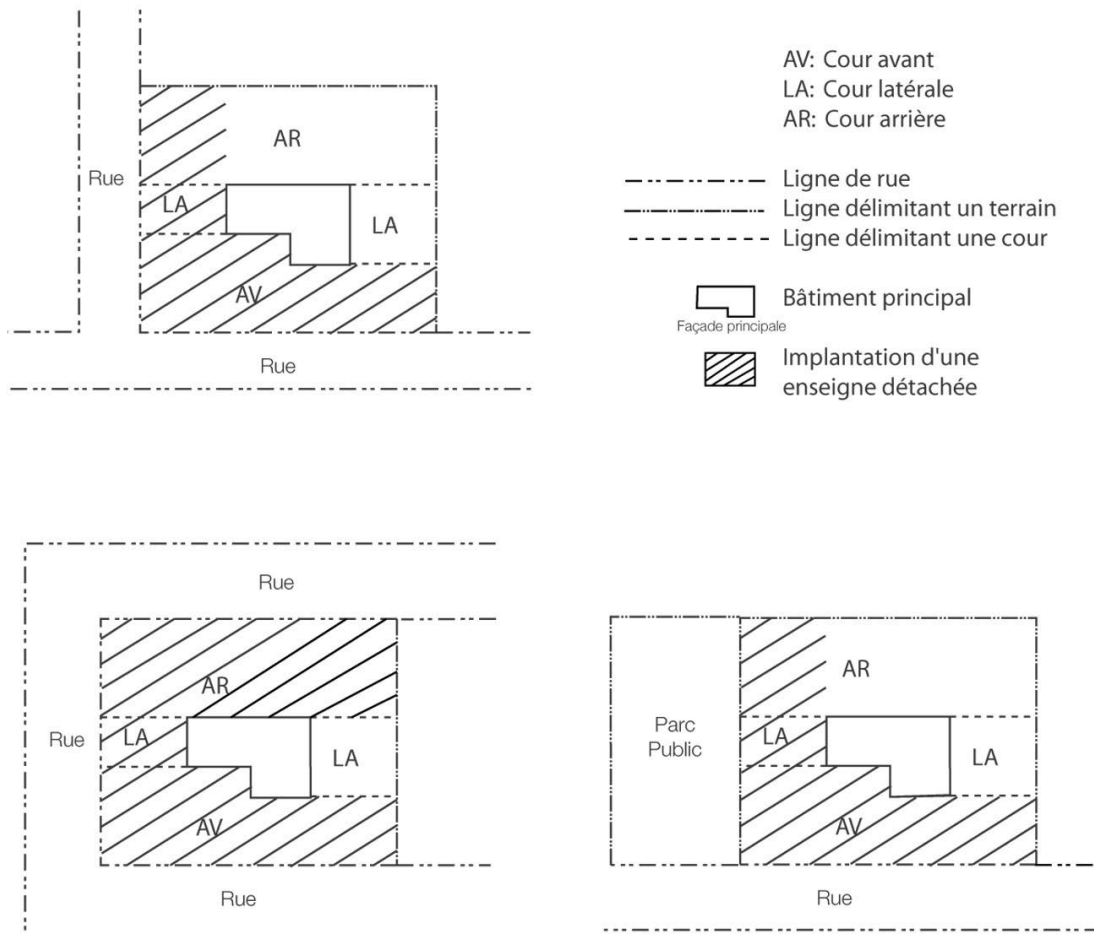 AV: Cour avant
LA: Cour latérale
AR: Cour arrière
Ligne de rue
Ligne délimitant un terrain
Ligne délimitant une cour
Bâtiment principal
Façade principale
Implantation d'une
enseigne détachée
AR
Rue
LA
LA
AV
Rue
Rue
AR
Rue
LA
LA
AV
Rue
AR
Parc
Public
LA
LA
AV
Rue